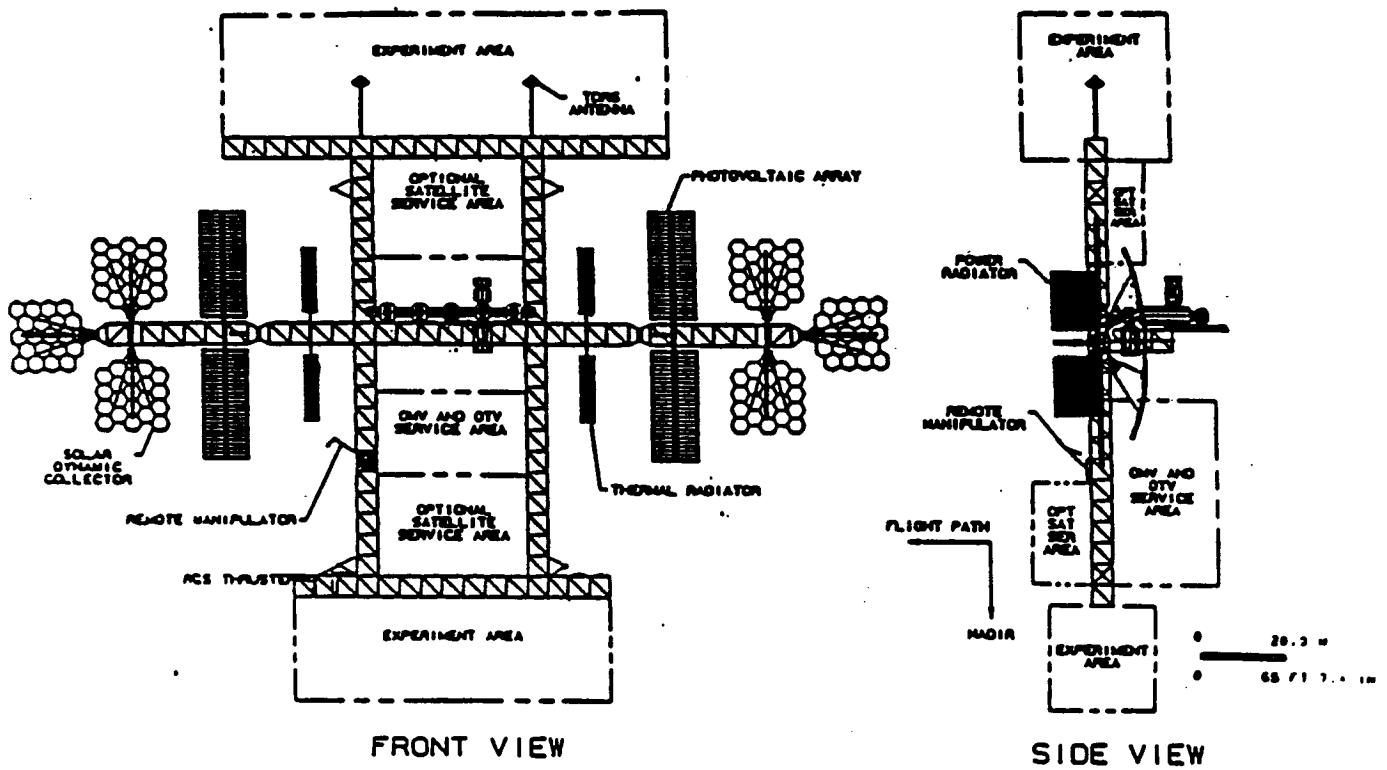 EXPERIMENT AREA
TDRS
ANTENNA
OPTIONAL
SATELLITE
SERVICE AREA
PHOTOVOLTAIC ARRAY
OMV AND OTV
SERVICE AREA
SOLAR
DYNAMIC
COLLECTOR
THERMAL RADIATOR
REMOTE MANIPULATOR
OPTIONAL
SATELLITE
SERVICE AREA
RCS THRUSTER
EXPERIMENT AREA
FRONT VIEW
EXPERIMENT
AREA
OPT
SAT
SER
AREA
POWER
RADIATOR
REMOTE
MANIPULATOR
OMV AND
OTV
SERVICE
AREA
OPT
SAT
SER
AREA
FLIGHT PATH
NADIR
EXPERIMENT
AREA
0
0
SIDE VIEW